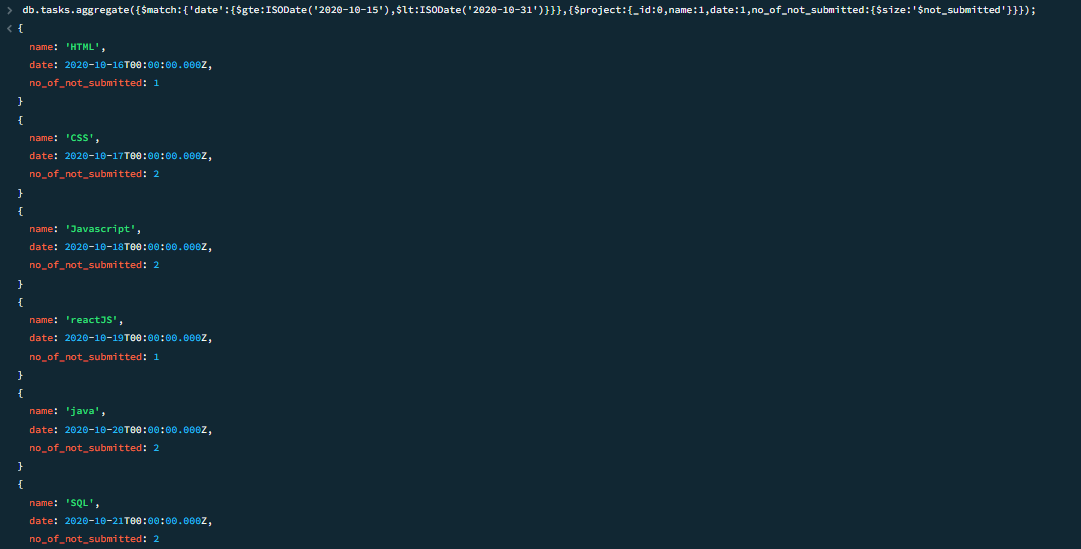 > db.tasks.aggregate({$match:{'date':{$gte:ISODate('2020-10-15'),$lt:ISODate('2020-10-31')}}},{$project:{_id:0,name:1,date:1,no_of_not_submitted:{$size:'$not_submitted'}}});
< {
name: 'HTML',
date: 2020-10-16T00:00:00.000Z,
no_of_not_submitted: 1
}
{
name: 'CSS',
date: 2020-10-17T00:00:00.000Z,
no_of_not_submitted: 2
}
{
name: 'Javascript',
date: 2020-10-18T00:00:00.000Z,
no_of_not_submitted: 2
}
{
name: 'reactJS',
date: 2020-10-19T00:00:00.000Z,
no_of_not_submitted: 1
}
{
name: 'java',
date: 2020-10-20T00:00:00.000Z,
no_of_not_submitted: 2
}
{
name: 'SQL',
date: 2020-10-21T00:00:00.000Z,
no_of_not_submitted: 2